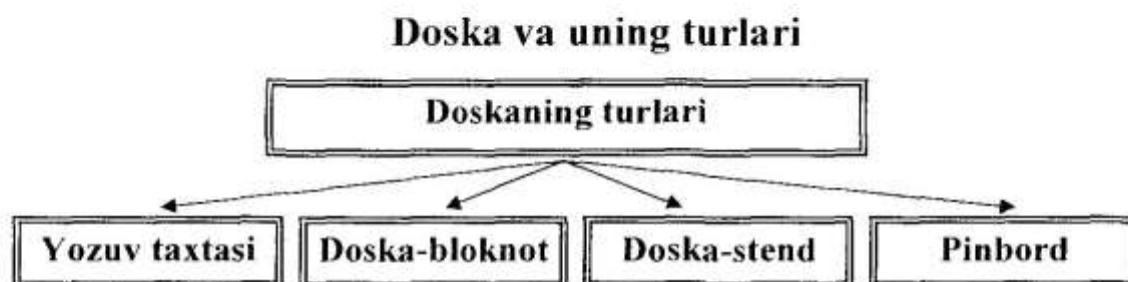 Doska va uning turlari
Doskaning turlari
Yozuv taxtasi
Doska-bloknot
Doska-stend
Pinbord